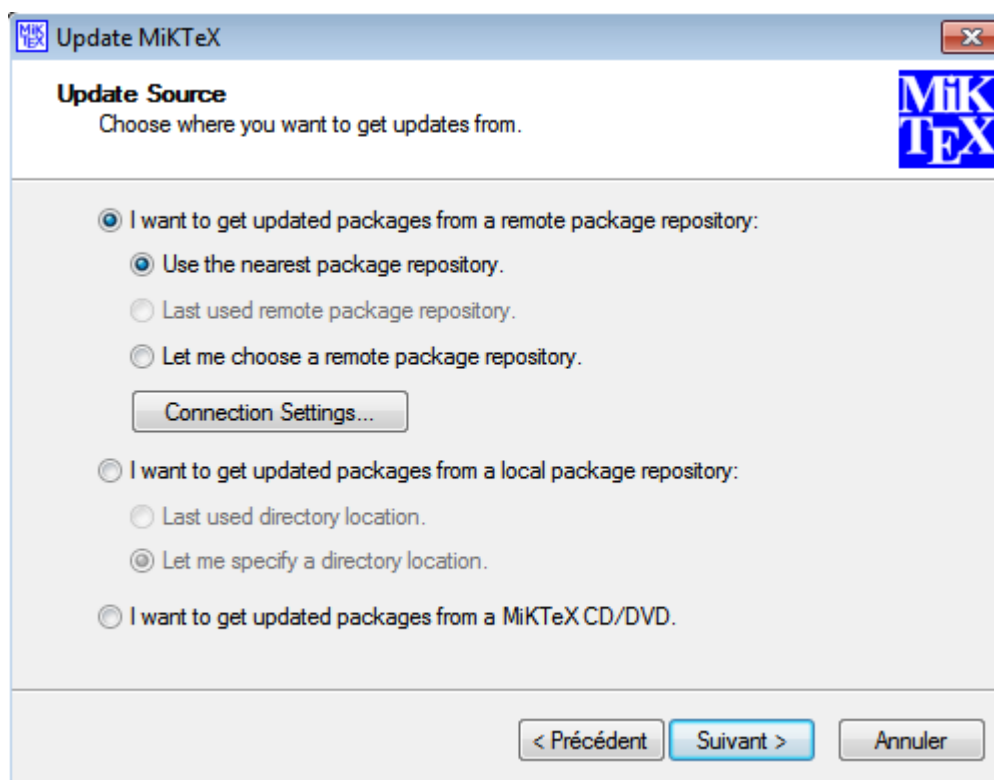 MiK
TEX
Update MiKTeX
Update Source
Choose where you want to get updates from.
MiK
TEX
I want to get updated packages from a remote package repository:
Use the nearest package repository.
Last used remote package repository.
Let me choose a remote package repository.
Connection Settings...
I want to get updated packages from a local package repository:
Last used directory location.
Let me specify a directory location.
I want to get updated packages from a MiKTeX CD/DVD.
< Précédent
Suivant >
Annuler